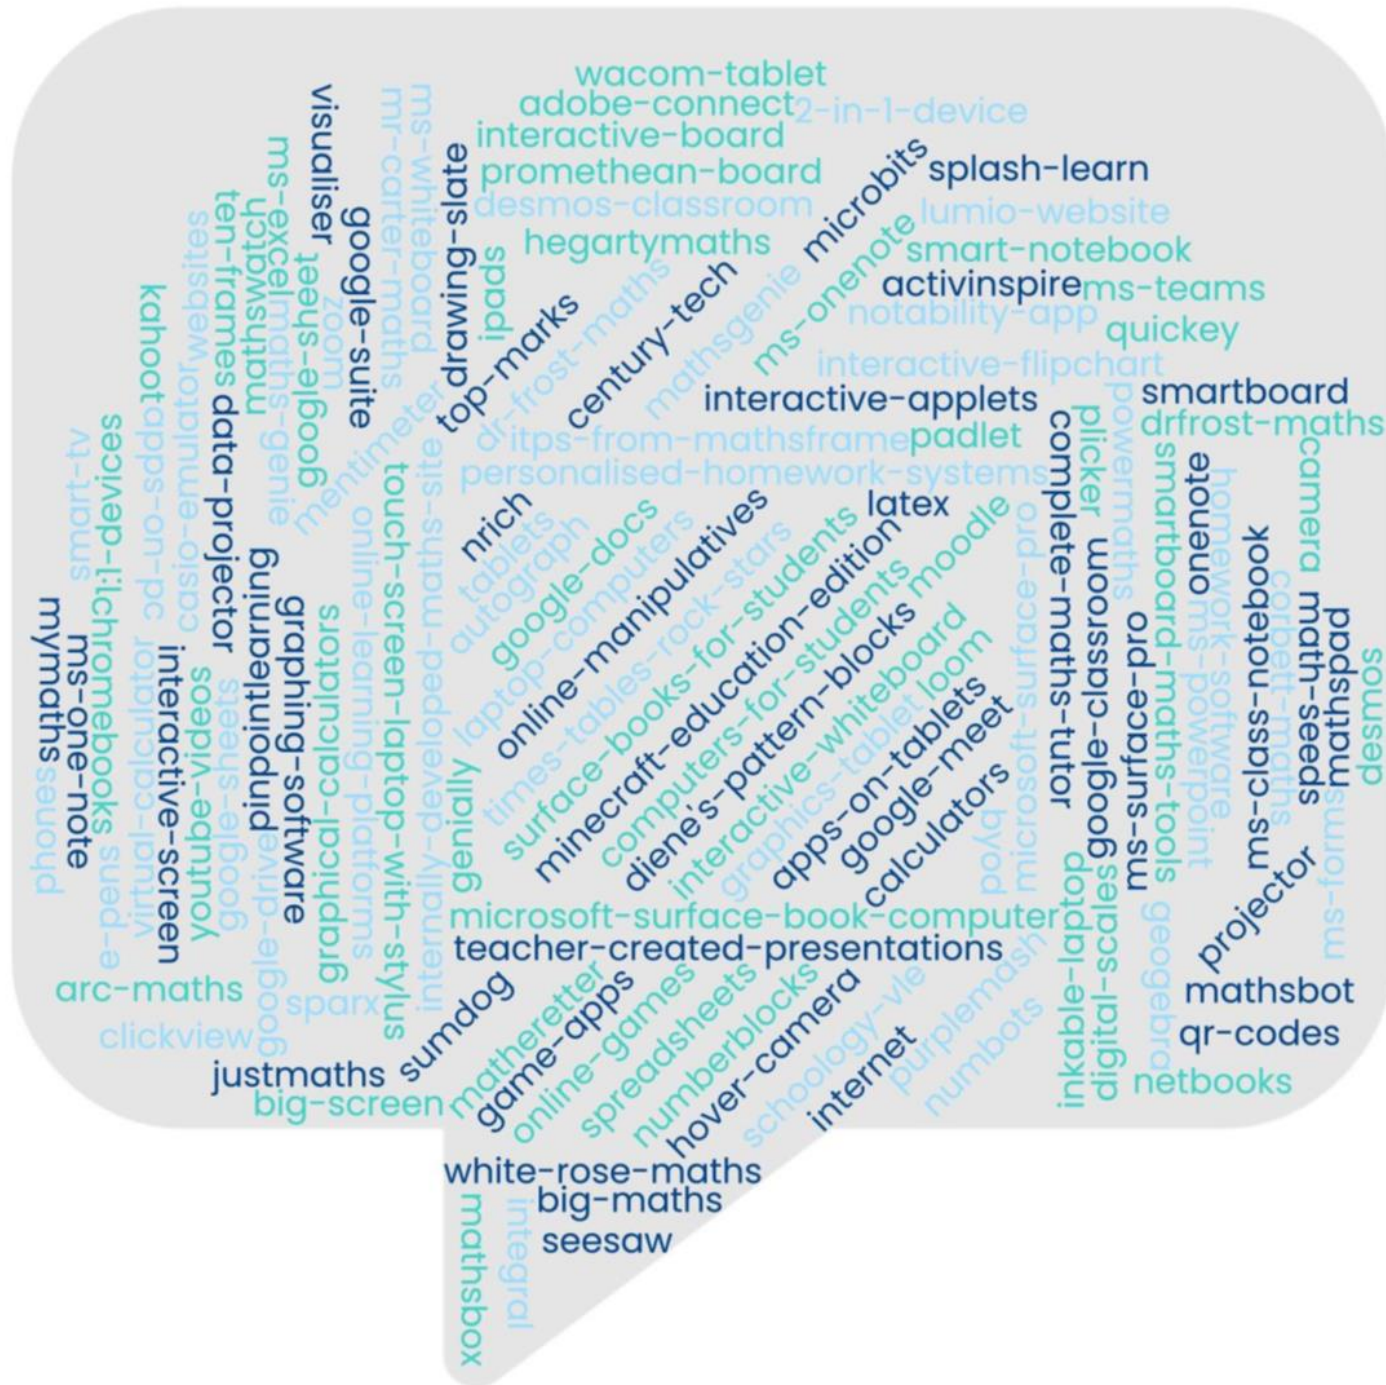 wacom-tablet
adobe-connect
2-in-1-device
interactive-board
promethean-board
splash-learn
microbits
desmos-classroom
lumio-website
hegartymaths
ms-onenote
smart-notebook
activinspire
ms-teams
notability-app
quickey
interactive-flipchart
interactive-applets
smartboard
drfrost-maths
itps-from-mathsframe
padlet
personalised-homework-systems
latex
visualiser
mr-carter-maths
ms-whiteboard
drawing-slate
ipads
ms-excel
ten-frames
mathswatch
websites
google-sheet
zoom
google-suite
top-marks
dr-frost-maths
century-tech
mathsgenie
kahoot
maths-genie
mentimeter
smart-tv
1:1-devices
cd-on-sddat
casio-emulator
data-projector
pinpointlearning
graphing-software
graphical-calculators
online-learning-platforms
touch-screen-laptop-with-stylus
internally-developed-maths-site
nrich
tablets
autograph
google-docs
laptop-computers
online-manipulatives
times-tables-rock-stars
surface-books-for-students
minecraft-education-edition
computers-for-students
moodle
diene's-pattern-blocks
interactive-whiteboard
graphics-tablet
loom
apps-on-tablets
google-meet
calculators
genially
byod
microsoft-surface-pro
complete-maths-tutor
plicker
powermaths
google-classroom
ms-surface-pro
smartboard-maths-tools
onenote
ms-powerpoint
homework-software
ms-class-notebook
corbett-maths
camera
math-seeds
mathspad
desmos
ms-forms
projector
mymaths
phones
ms-one-note
chromebooks
e-pens
virtual-calculator
interactive-screen
youtube-videos
google-sheets
google-drive
arc-maths
clickview
sparx
microsoft-surface-book-computer
teacher-created-presentations
inkable-laptop
digital-scales
geogebra
mathsbot
qr-codes
netbooks
justmaths
big-screen
sumdog
matheretter
game-apps
online-games
spreadsheets
numberblocks
hover-camera
schoology-vle
internet
purplemash
numbots
white-rose-maths
big-maths
seesaw
mathsbox
integral